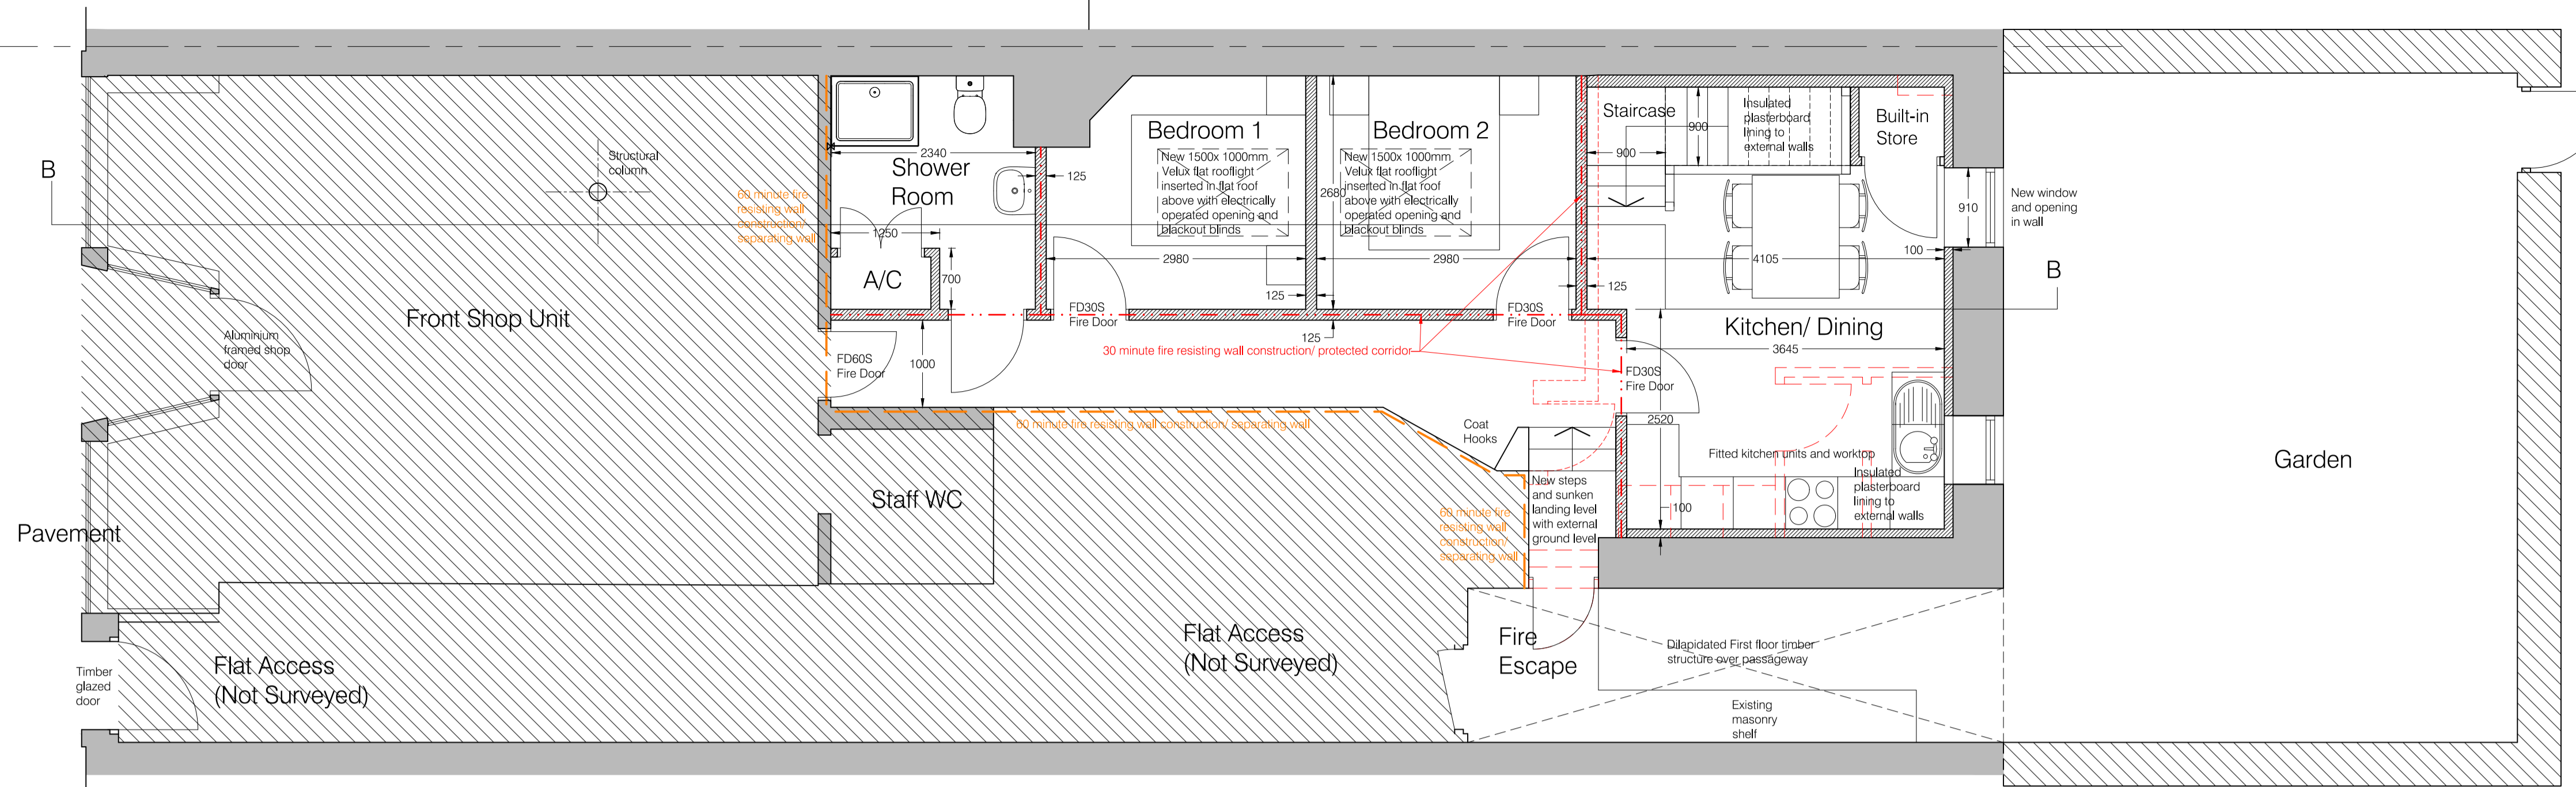 B
Structural
column
60 minute fire
resisting wall
construction/
separating wall
Front Shop Unit
Aluminium
framed shop
door
Pavement
Timber
glazed
door
Flat Access
(Not Surveyed)
Staff WC
2340
Shower
Room
1250
A/C
700
125
FD60S
Fire Door
1000
Bedroom 1
New 1500x 1000mm
Velux flat rooflight
inserted in flat roof
above with electrically
operated opening and
blackout blinds
2980
125
FD30S
Fire Door
Bedroom 2
2680
New 1500x 1000mm
Velux flat rooflight
inserted in flat roof
above with electrically
operated opening and
blackout blinds
2980
125
FD30S
Fire Door
125
30 minute fire resisting wall construction/ protected corridor
60 minute fire resisting wall construction/ separating wall
Staircase
900
900
Insulated
plasterboard
lining to
external walls
Built-in
Store
4105
100
910
New window
and opening
in wall
B
Kitchen/ Dining
3645
FD30S
Fire Door
2520
Fitted kitchen units and worktop
Insulated
plasterboard
lining to
external walls
100
Coat
Hooks
New steps
and sunken
landing level
with external
ground level
60 minute fire
resisting wall
construction/
separating wall
Flat Access
(Not Surveyed)
Fire
Escape
Dilapidated First floor timber
structure over passageway
Existing
masonry
shelf
Garden